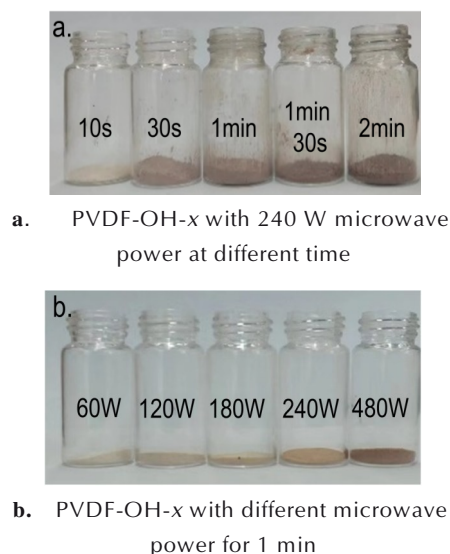 a.
10s 30s 1min 1min 30s 2min
a. PVDF-OH-x with 240 W microwave
power at different time
b.
60W 120W 180W 240W 480W
b. PVDF-OH-x with different microwave
power for 1 min